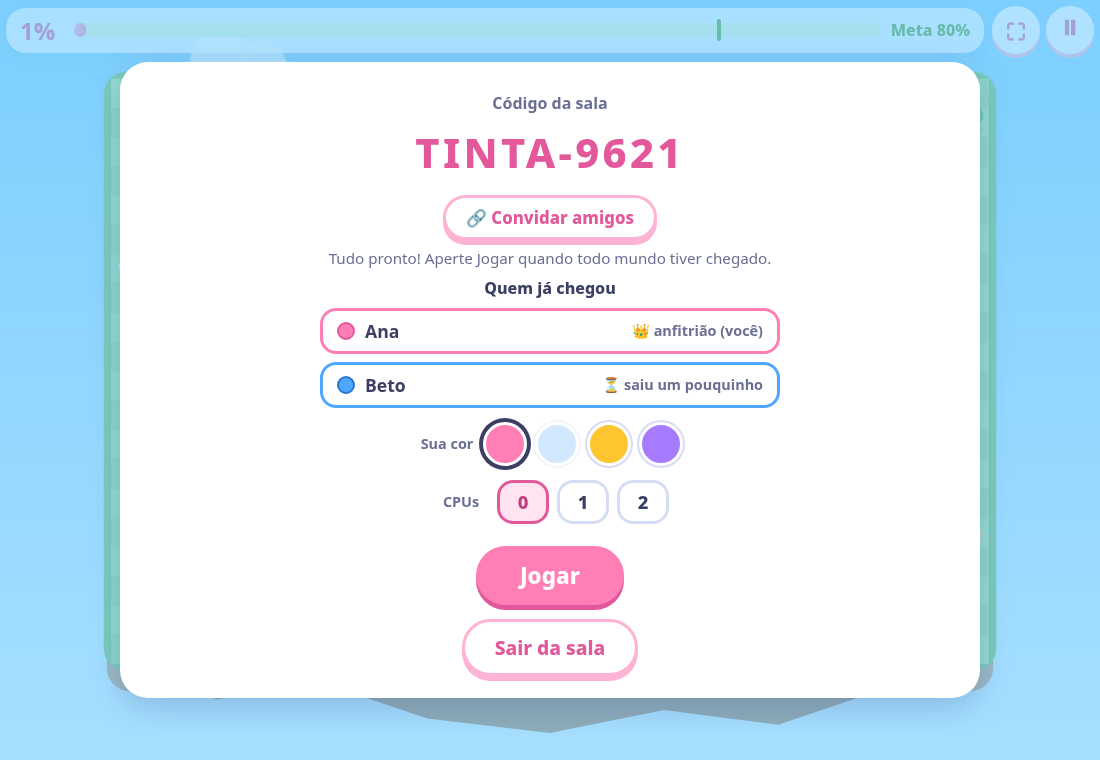 1%
Meta 80%
Código da sala
TINTA-9621
🔗 Convidar amigos
Tudo pronto! Aperte Jogar quando todo mundo tiver chegado.
Quem já chegou
Ana
👑 anfitrião (você)
Beto
⏳ saiu um pouquinho
Sua cor
CPUs
0
1
2
Jogar
Sair da sala